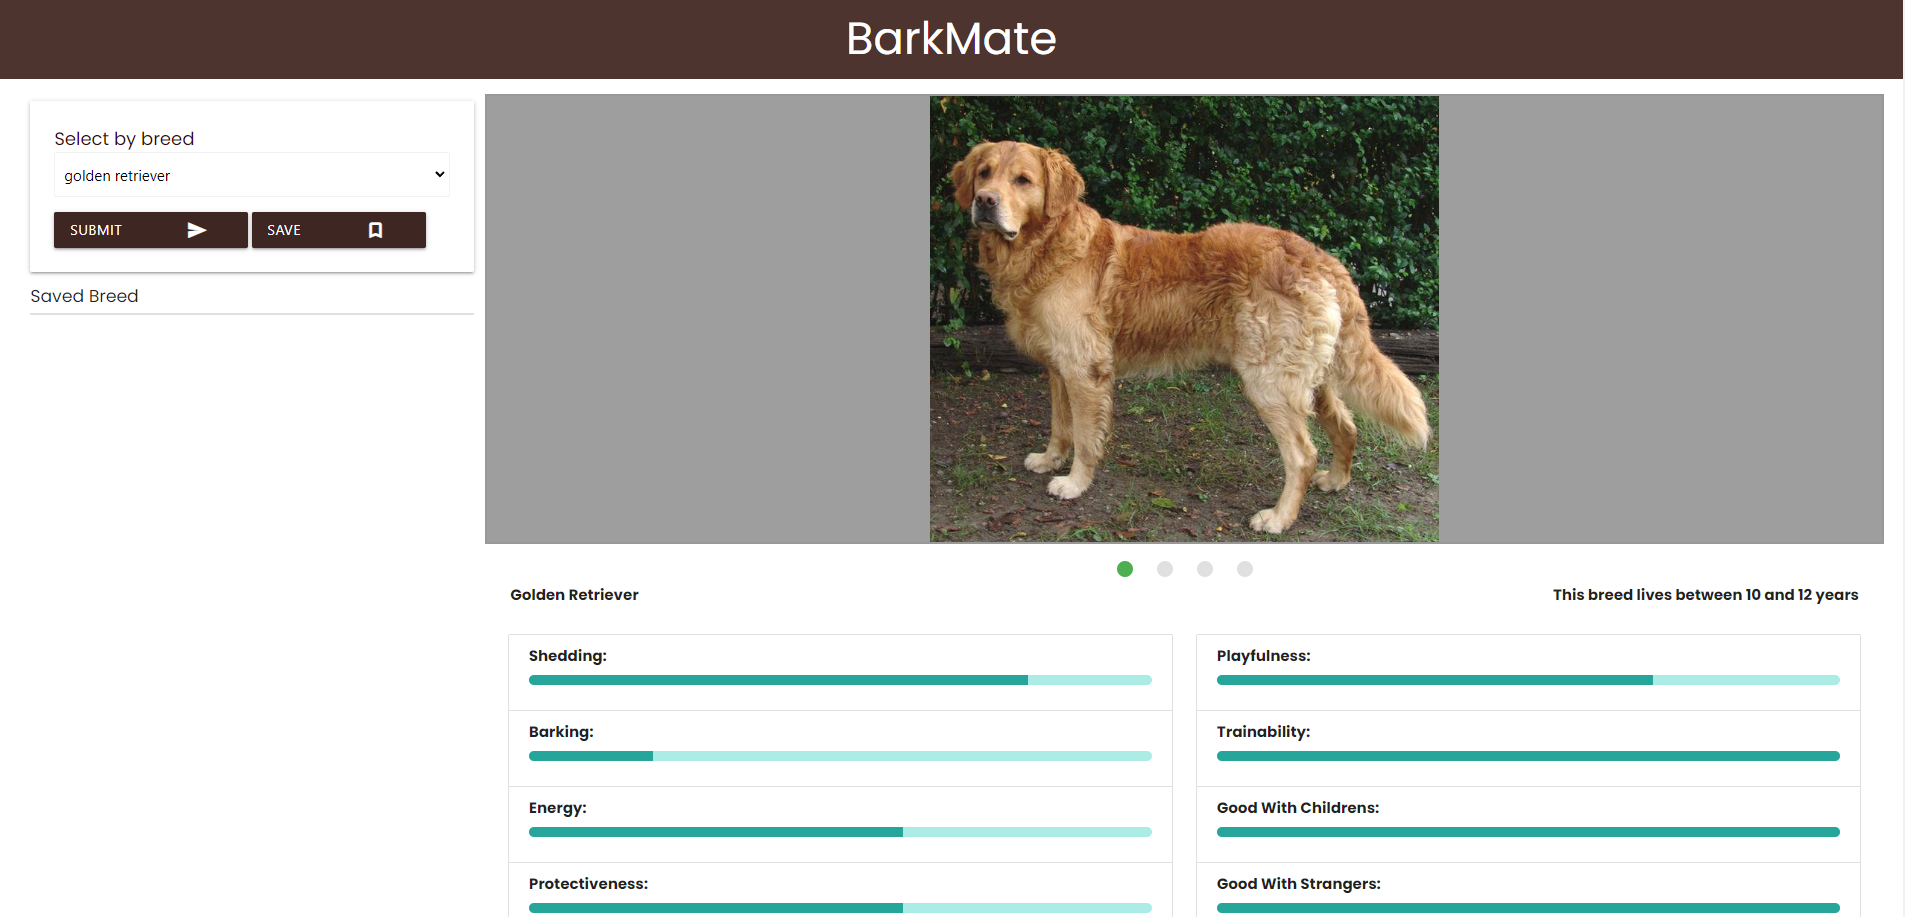 BarkMate
Select by breed
golden retriever
SUBMIT
SAVE
Saved Breed
Golden Retriever
This breed lives between 10 and 12 years
Shedding:
Barking:
Energy:
Protectiveness:
Playfulness:
Trainability:
Good With Childrens:
Good With Strangers: